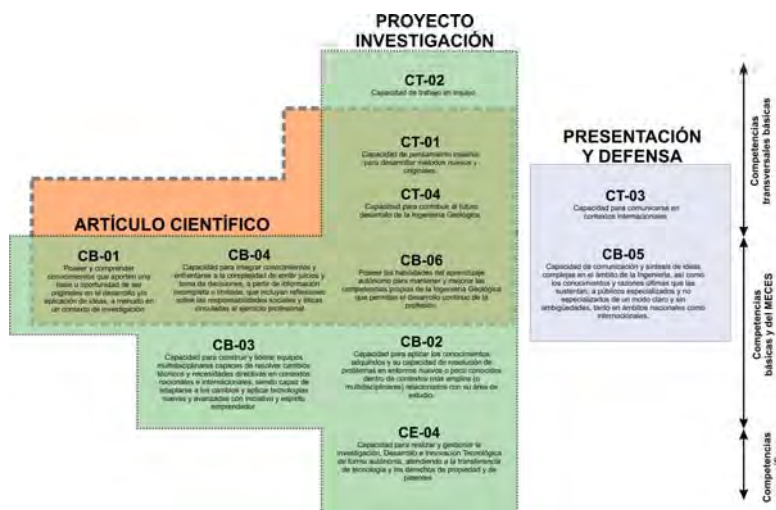 PROYECTO
INVESTIGACIÓN
CT-02
Capacidad de trabajo en equipo.
CT-01
Capacidad de pensamiento creativo
para desarrollar métodos nuevos y
originales.
CT-04
Capacidad para contribuir al futuro
desarrollo de la Ingeniería Geológica
ARTÍCULO CIENTÍFICO
CB-01
Poseer y comprender
conocimientos que aporten una
base u oportunidad de ser
originales en el desarrollo y/o
aplicación de ideas, a menudo en
un contexto de investigación
CB-04
Capacidad para integrar conocimientos y
enfrentarse a la complejidad de emitir juicios y
toma de decisiones, a partir de información
incompleta o limitada, que incluyan reflexiones
sobre las responsabilidades sociales y éticas
vinculadas al ejercicio profesional.
CB-06
Poseer las habilidades del aprendizaje
autónomo para mantener y mejorar las
competencias propias de la Ingeniería Geológica
que permitan el desarrollo continuo de la
profesión.
CB-03
Capacidad para construir y liderar equipos
multidisciplinares capaces de resolver cambios
técnicos y necesidades directivas en contextos
nacionales e internacionales, siendo capaz de
adaptarse a los cambios y aplicar tecnologías
nuevas y avanzadas con iniciativa y espíritu
emprendedor
CB-02
Capacidad para aplicar los conocimientos
adquiridos y su capacidad de resolución de
problemas en entornos nuevos o poco conocidos
dentro de contextos más amplios (o
multidisciplinares) relacionados con su área de
estudio.
CE-04
Capacidad para realizar y gestionar la
Investigación, Desarrollo e Innovación Tecnológica
de forma autónoma, atendiendo a la transferencia
de tecnología y los derechos de propiedad y de
patentes
PRESENTACIÓN
Y DEFENSA
CT-03
Capacidad para comunicarse en
contextos internacionales
CB-05
Capacidad de comunicación y síntesis de ideas
complejas en el ámbito de la Ingeniería, así como
los conocimientos y razones últimas que las
sustentan, a públicos especializados y no
especializados de un modo claro y sin
ambigüedades, tanto en ámbitos nacionales como
internacionales.
Competencias
transversales básicas
Competencias
básicas y del MECES
Competencias